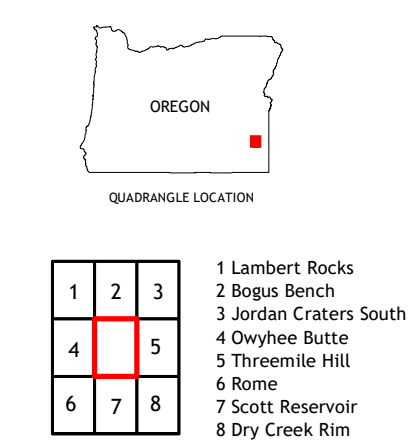 OREGON
QUADRANGLE LOCATION
1 2 3
4 5
6 7 8
1 Lambert Rocks
2 Bogus Bench
3 Jordan Craters South
4 Owyhee Butte
5 Threemile Hill
6 Rome
7 Scott Reservoir
8 Dry Creek Rim